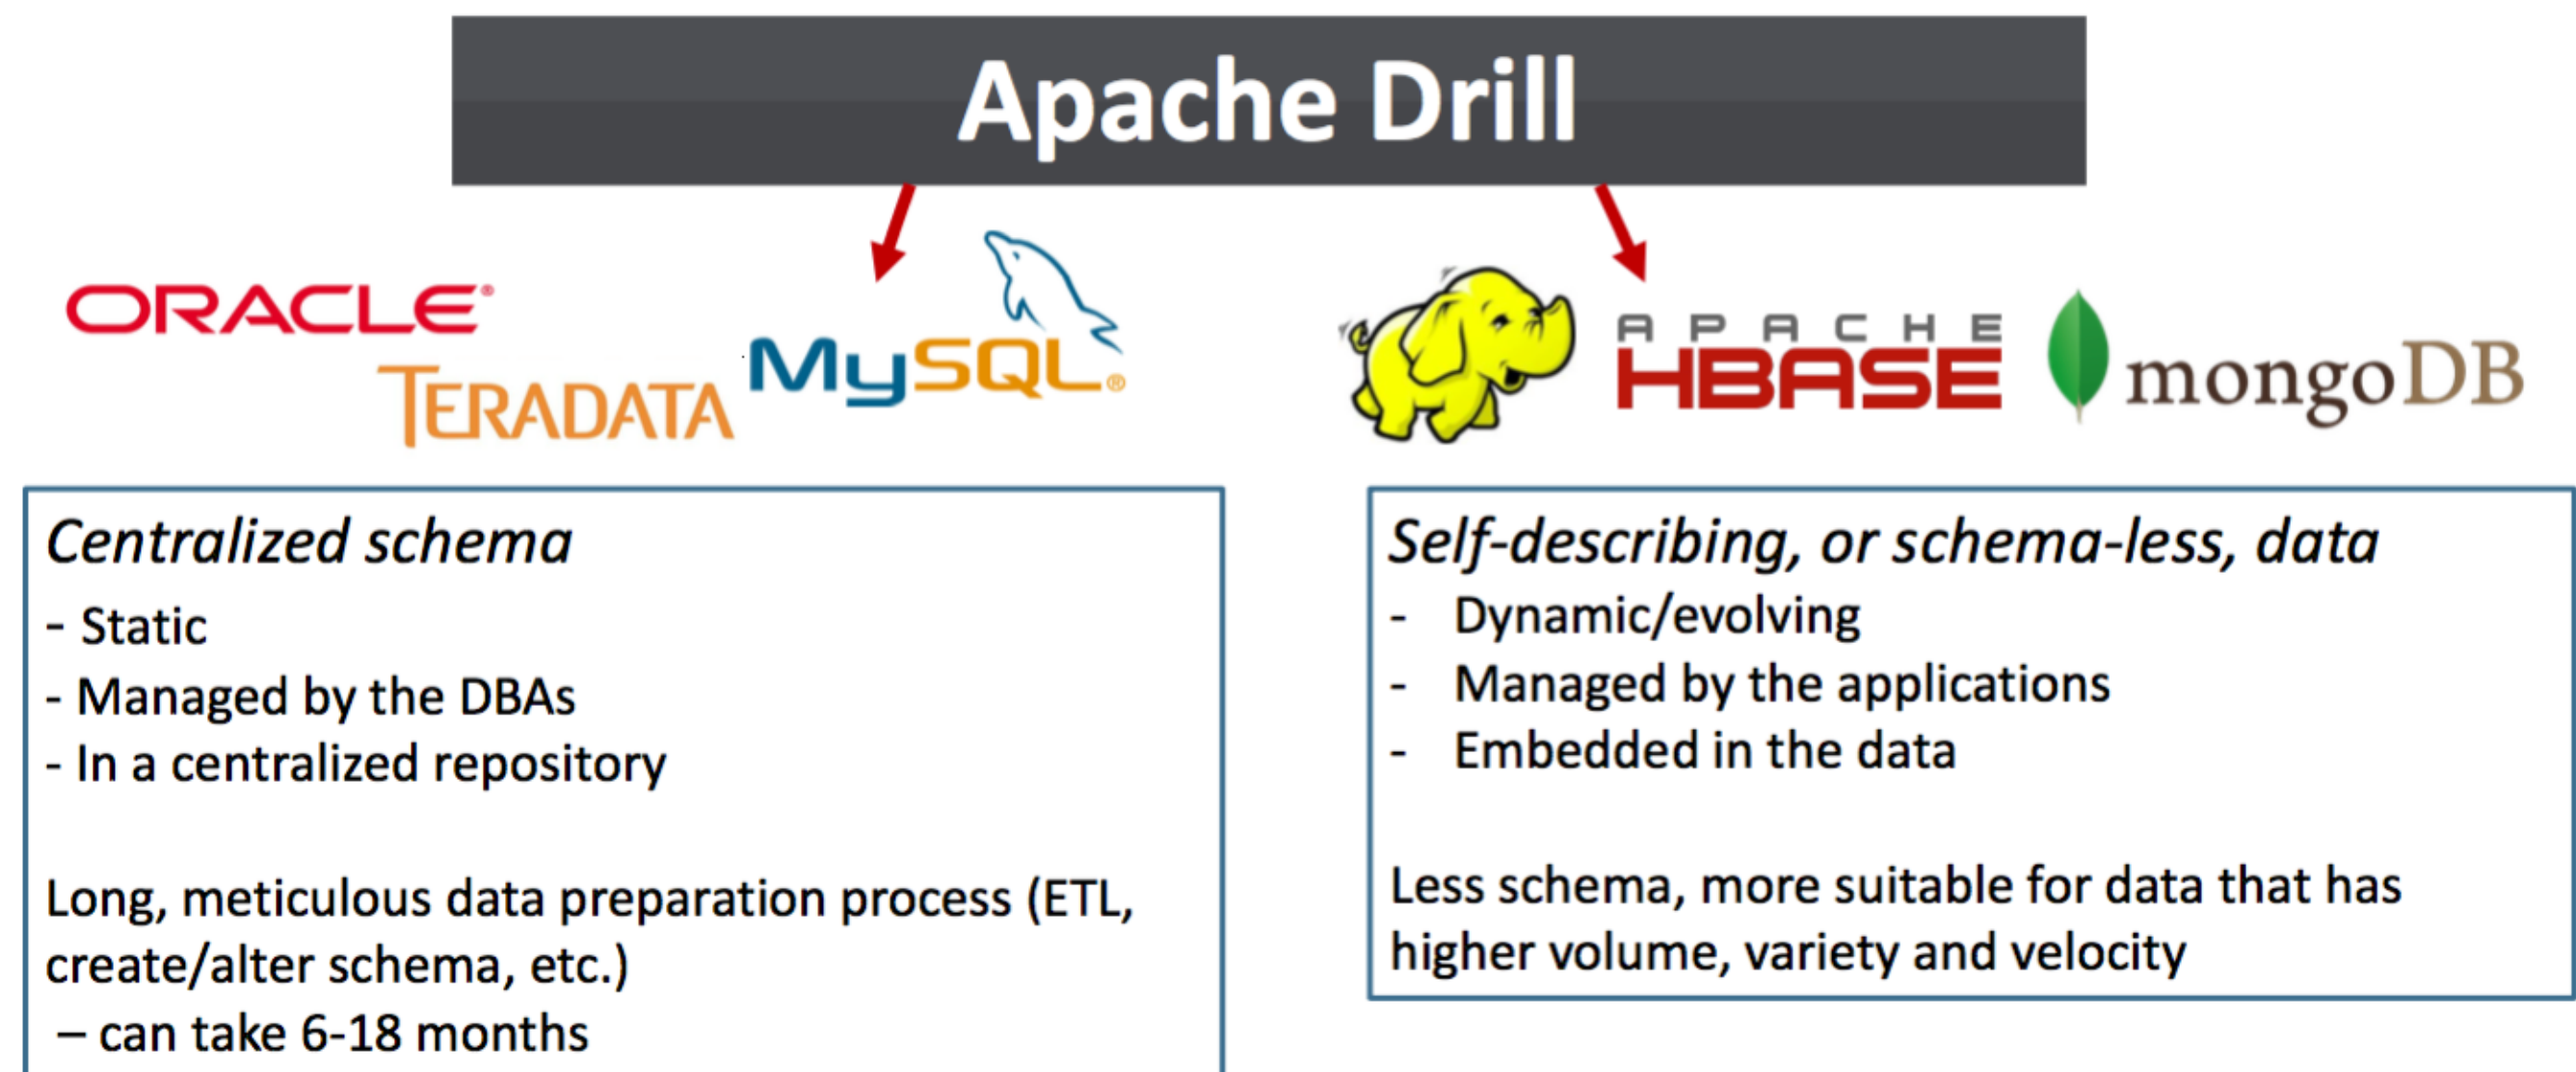 Apache Drill
ORACLE®
TERADATA
MySQL®
APACHE
HBASE
mongoDB
Centralized schema
- Static
- Managed by the DBAs
- In a centralized repository
Long, meticulous data preparation process (ETL,
create/alter schema, etc.)
– can take 6-18 months
Self-describing, or schema-less, data
- Dynamic/evolving
- Managed by the applications
- Embedded in the data
Less schema, more suitable for data that has
higher volume, variety and velocity